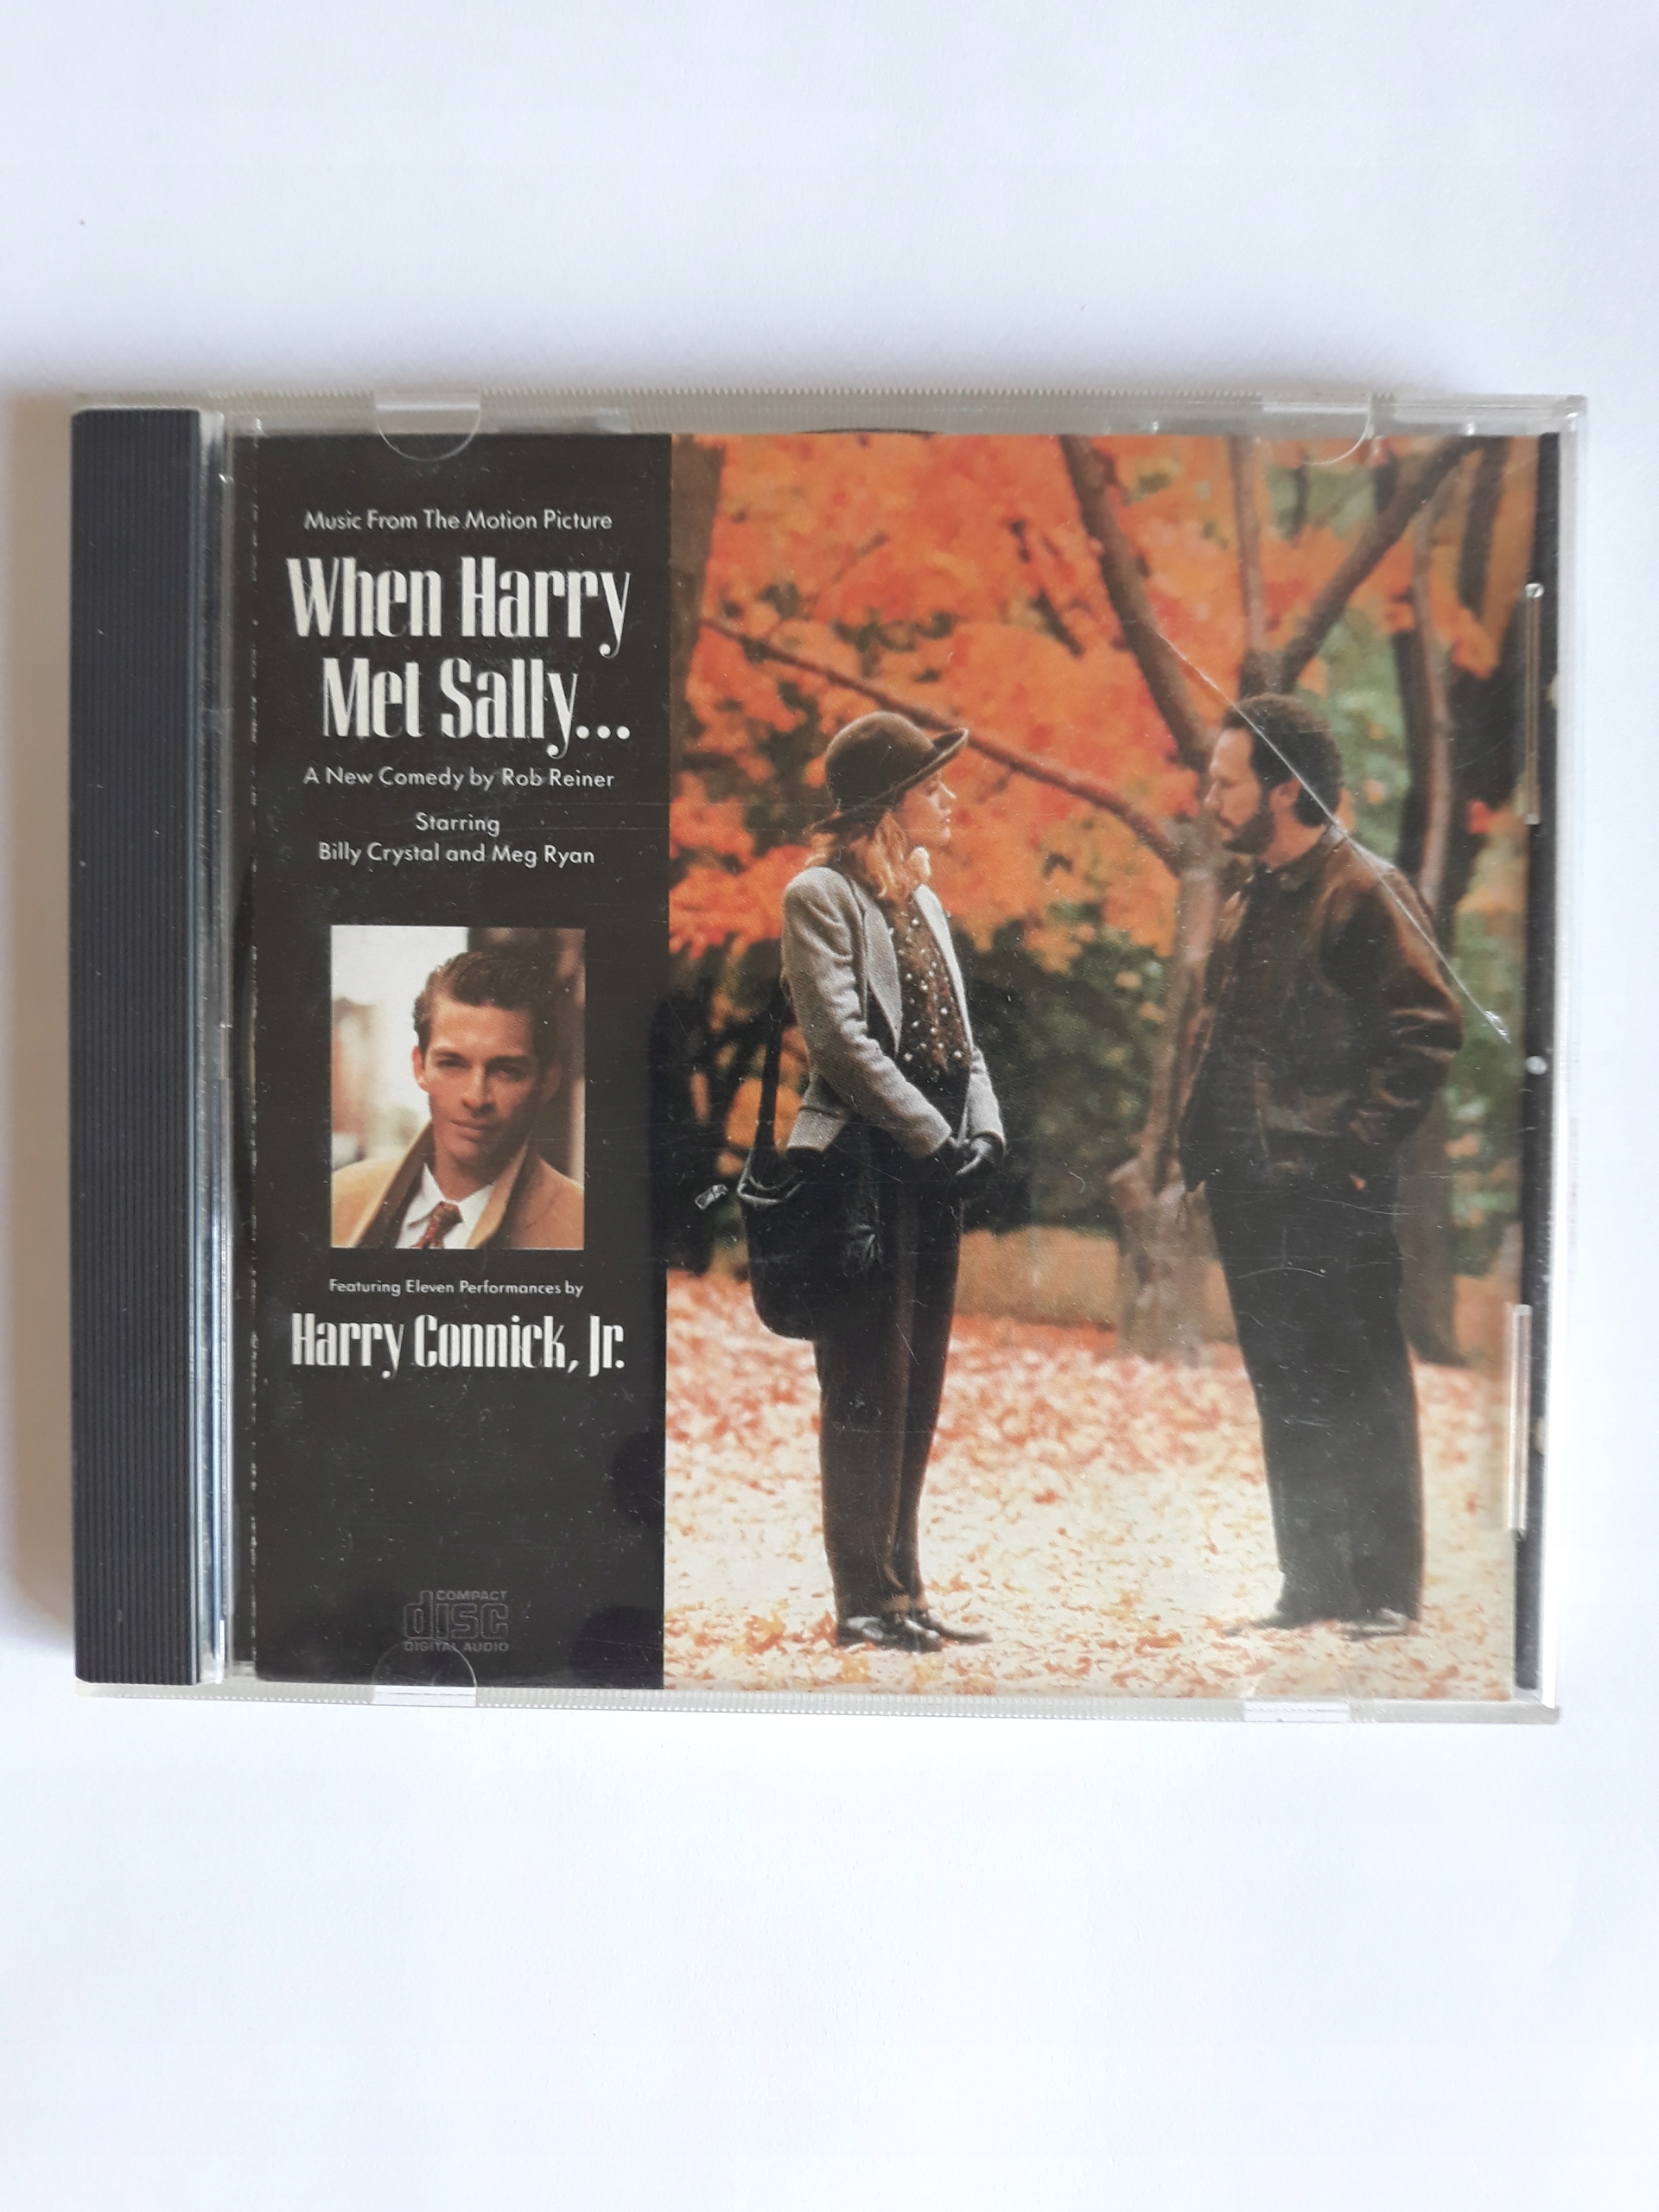 Music From The Motion Picture
When Harry
Met Sally...
A New Comedy by Rob Reiner
Starring
Billy Crystal and Meg Ryan
Featuring Eleven Performances by
Harry Connick, Jr.
COMPACT
disc
DIGITAL AUDIO